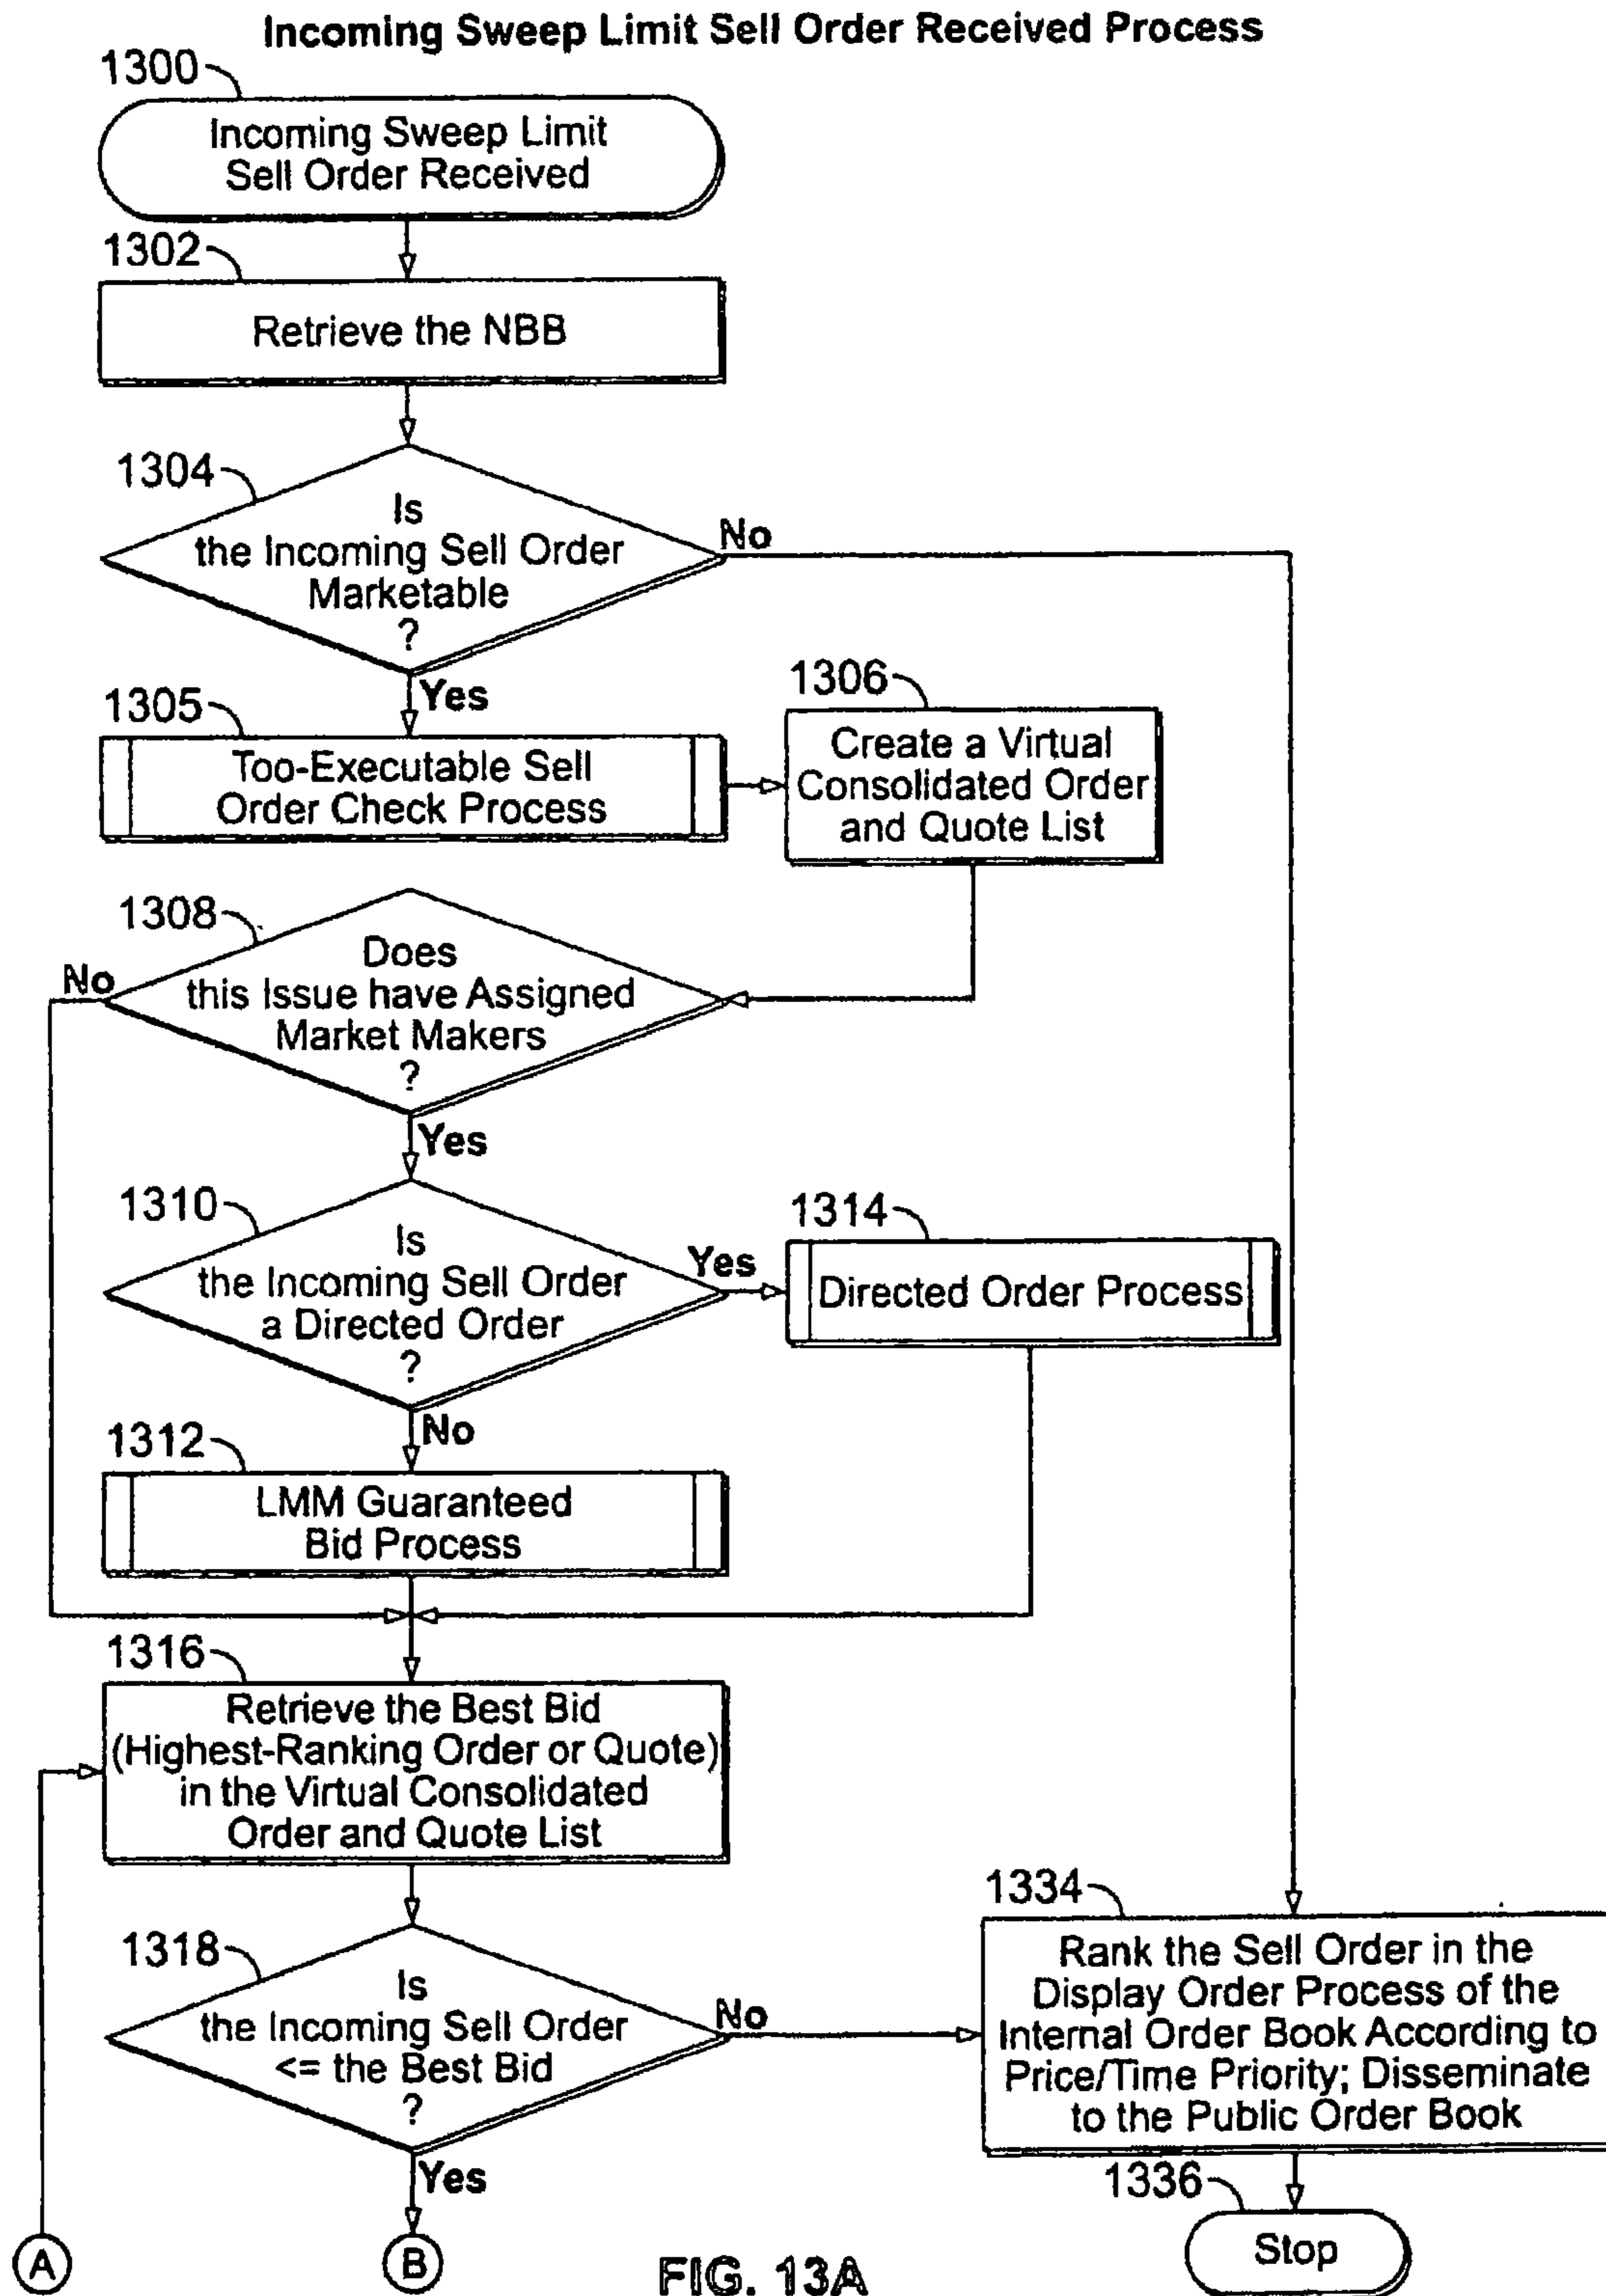 Incoming Sweep Limit Sell Order Received Process
1300
Incoming Sweep Limit
Sell Order Received
1302
Retrieve the NBB
1304
Is
the Incoming Sell Order
Marketable
?
No
Yes
1305
Too-Executable Sell
Order Check Process
1306
Create a Virtual
Consolidated Order
and Quote List
1308
Does
this Issue have Assigned
Market Makers
?
No
Yes
1310
Is
the Incoming Sell Order
a Directed Order
?
Yes
1314
Directed Order Process
No
1312
LMM Guaranteed
Bid Process
1316
Retrieve the Best Bid
(Highest-Ranking Order or Quote)
in the Virtual Consolidated
Order and Quote List
1318
Is
the Incoming Sell Order
<= the Best Bid
?
No
1334
Rank the Sell Order in the
Display Order Process of the
Internal Order Book According to
Price/Time Priority; Disseminate
to the Public Order Book
Yes
1336
Stop
A
B
FIG. 13A